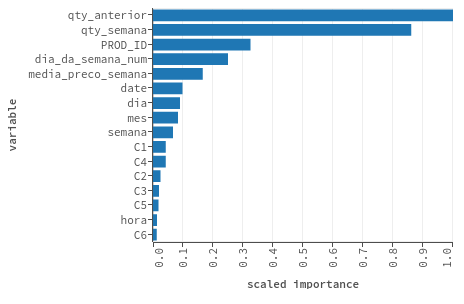 qty_anterior
qty_semana
PROD_ID
dia_da_semana_num
media_preco_semana
date
dia
mes
semana
C1
C4
C2
C3
C5
hora
C6
variable
0.0 0.1 0.2 0.3 0.4 0.5 0.6 0.7 0.8 0.9 1.0
scaled importance